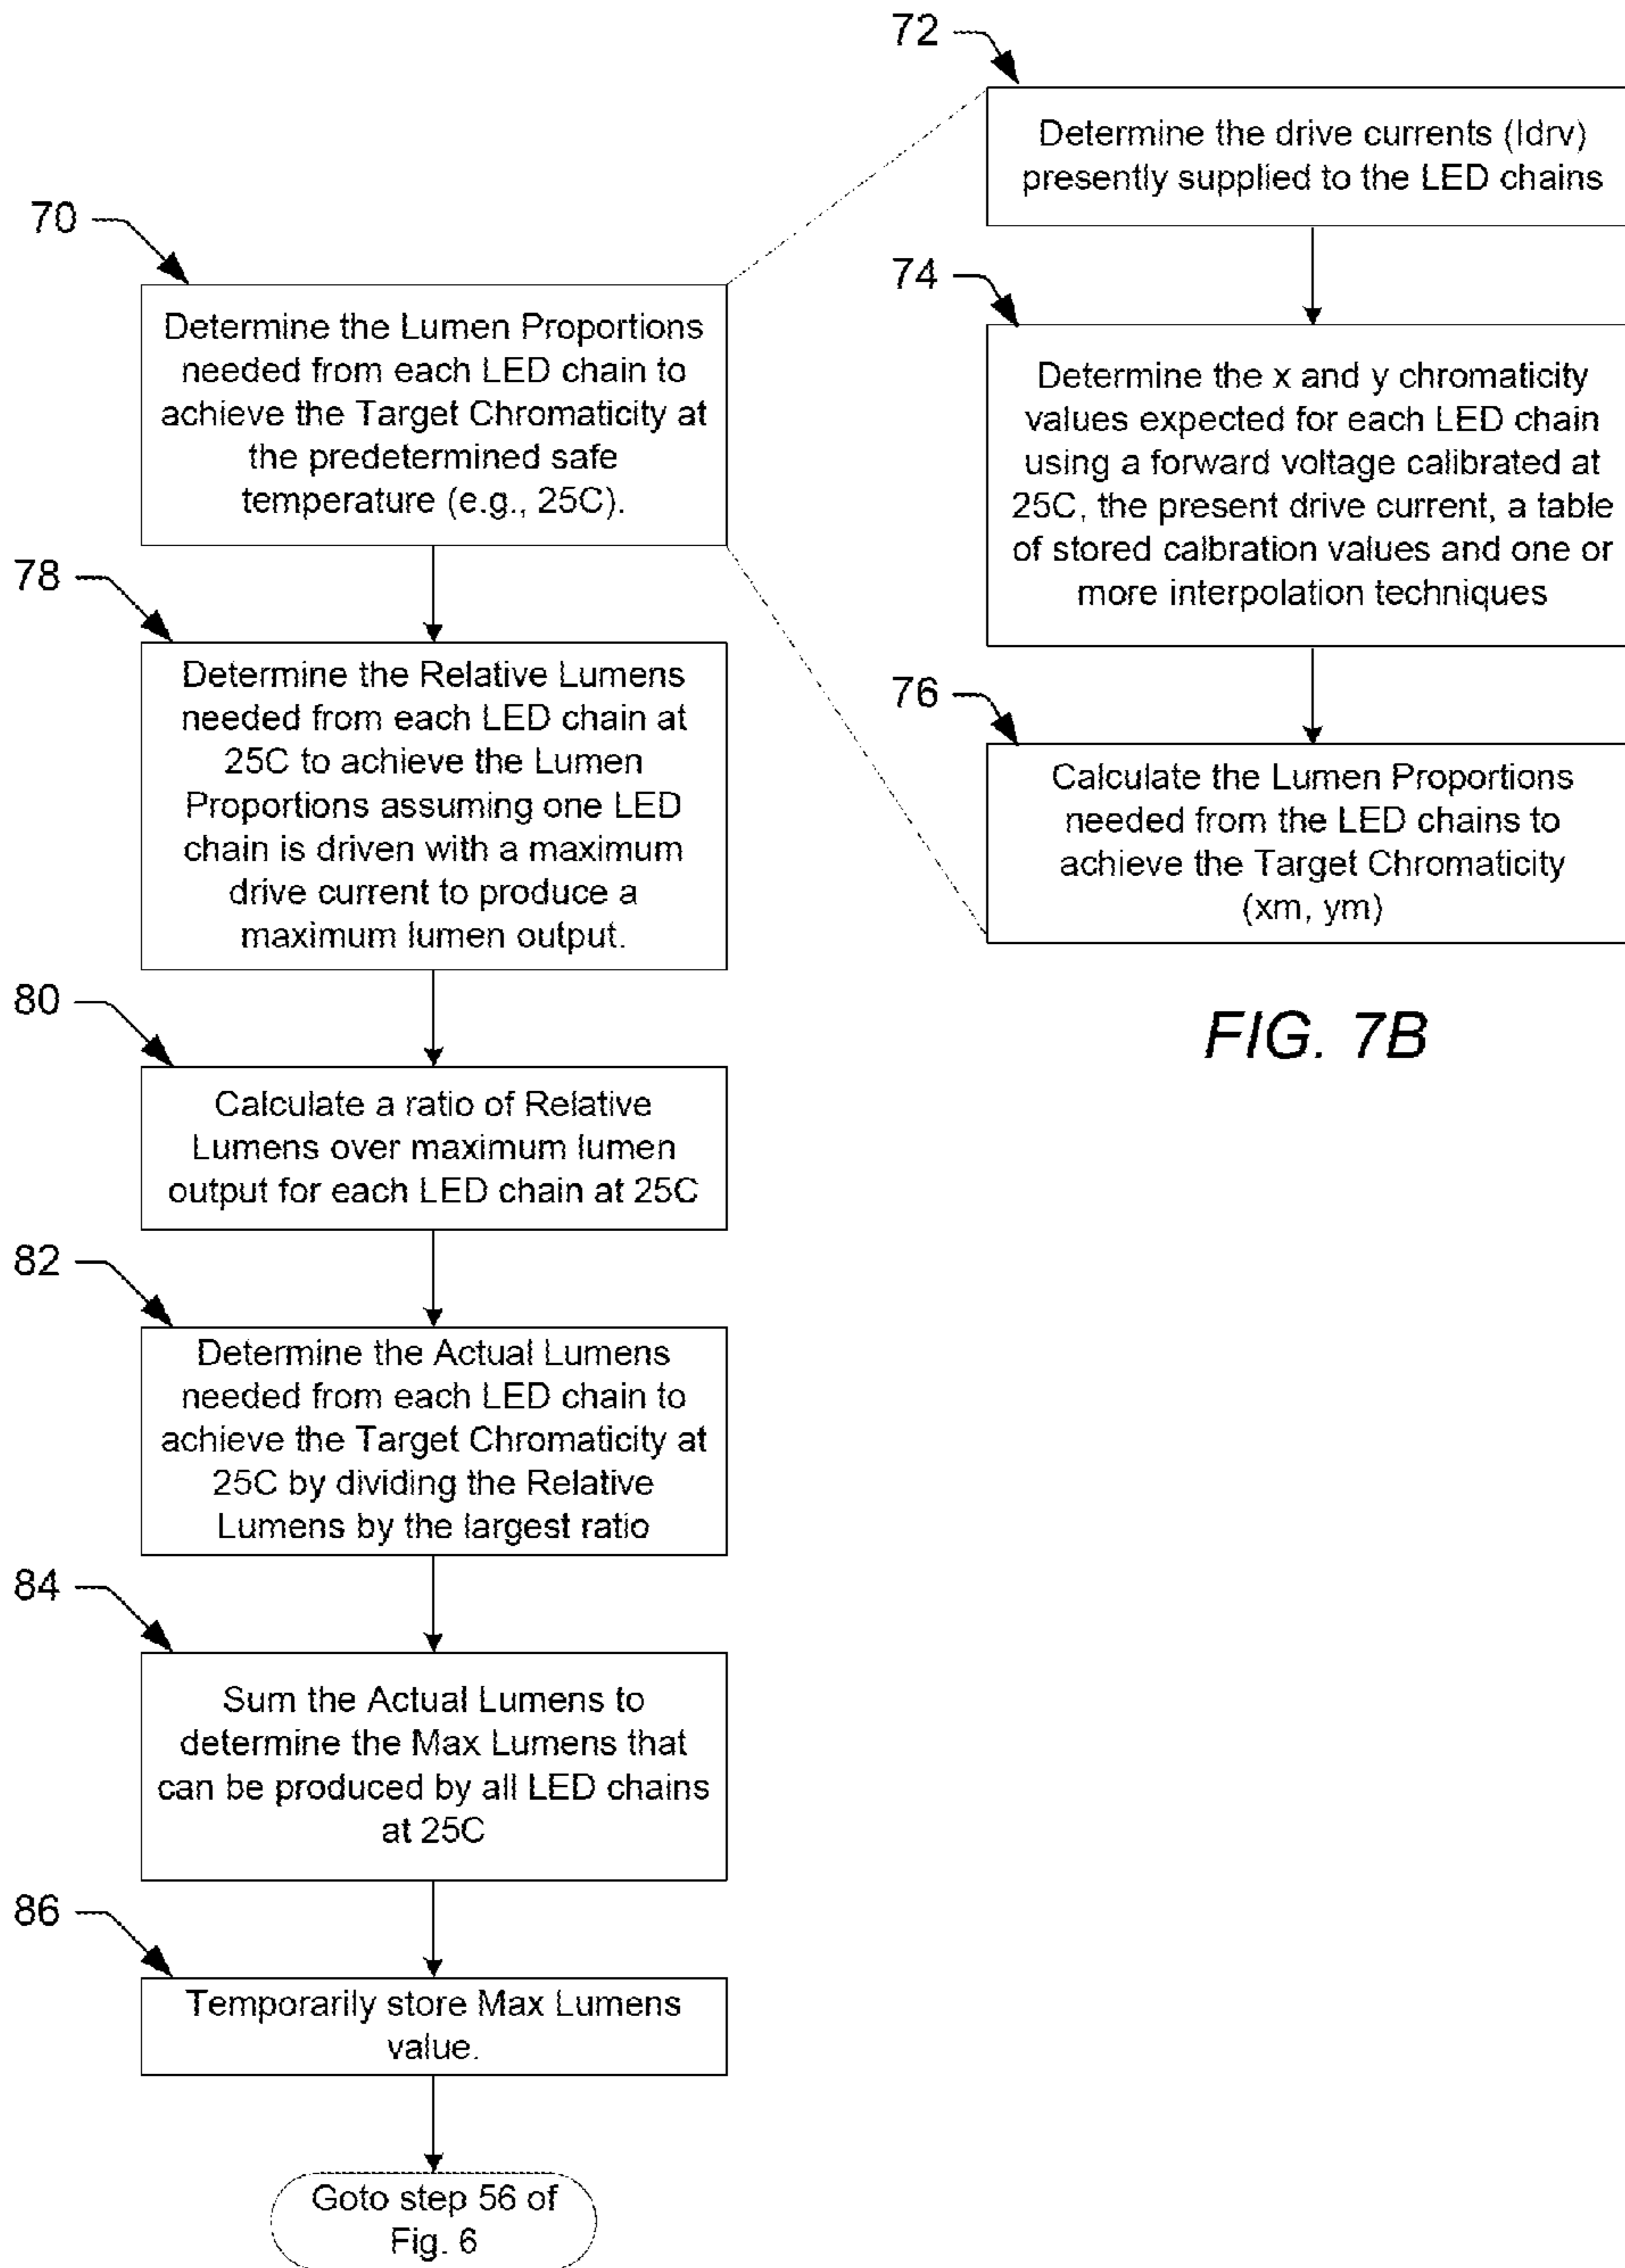 70
Determine the Lumen Proportions
needed from each LED chain to
achieve the Target Chromaticity at
the predetermined safe
temperature (e.g., 25C).
78
Determine the Relative Lumens
needed from each LED chain at
25C to achieve the Lumen
Proportions assuming one LED
chain is driven with a maximum
drive current to produce a
maximum lumen output.
80
Calculate a ratio of Relative
Lumens over maximum lumen
output for each LED chain at 25C
82
Determine the Actual Lumens
needed from each LED chain to
achieve the Target Chromaticity at
25C by dividing the Relative
Lumens by the largest ratio
84
Sum the Actual Lumens to
determine the Max Lumens that
can be produced by all LED chains
at 25C
86
Temporarily store Max Lumens
value.
Goto step 56 of
Fig. 6
72
Determine the drive currents (Idrv)
presently supplied to the LED chains
74
Determine the x and y chromaticity
values expected for each LED chain
using a forward voltage calibrated at
25C, the present drive current, a table
of stored calbration values and one or
more interpolation techniques
76
Calculate the Lumen Proportions
needed from the LED chains to
achieve the Target Chromaticity
(xm, ym)
FIG. 7B